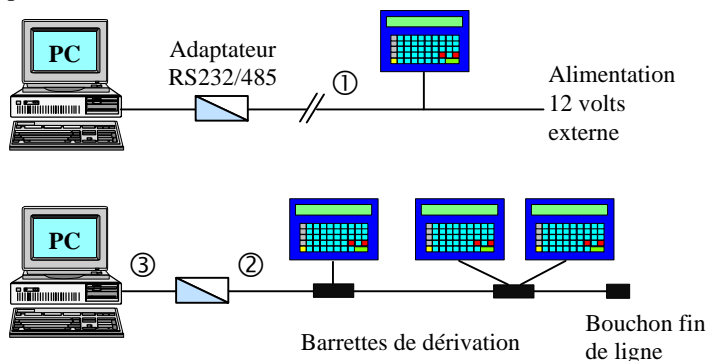 PC
Adaptateur
RS232/485
①
Alimentation
12 volts
externe
PC
③
②
Barrettes de dérivation
Bouchon fin
de ligne